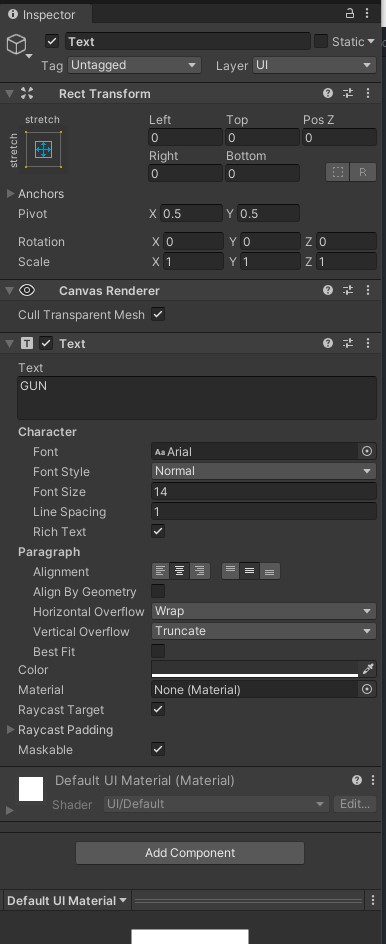 Inspector
Text Static
Tag Untagged Layer UI
Rect Transform
stretch
stretch
Left Top Pos Z
0 0 0
Right Bottom
0 0 R
Anchors
Pivot X 0.5 Y 0.5
Rotation X 0 Y 0 Z 0
Scale X 1 Y 1 Z 1
Canvas Renderer
Cull Transparent Mesh
T Text
Text
GUN
Character
Font Aa Arial
Font Style Normal
Font Size 14
Line Spacing 1
Rich Text
Paragraph
Alignment
Align By Geometry
Horizontal Overflow Wrap
Vertical Overflow Truncate
Best Fit
Color
Material None (Material)
Raycast Target
Raycast Padding
Maskable
Default UI Material (Material)
Shader UI/Default Edit...
Add Component
Default UI Material